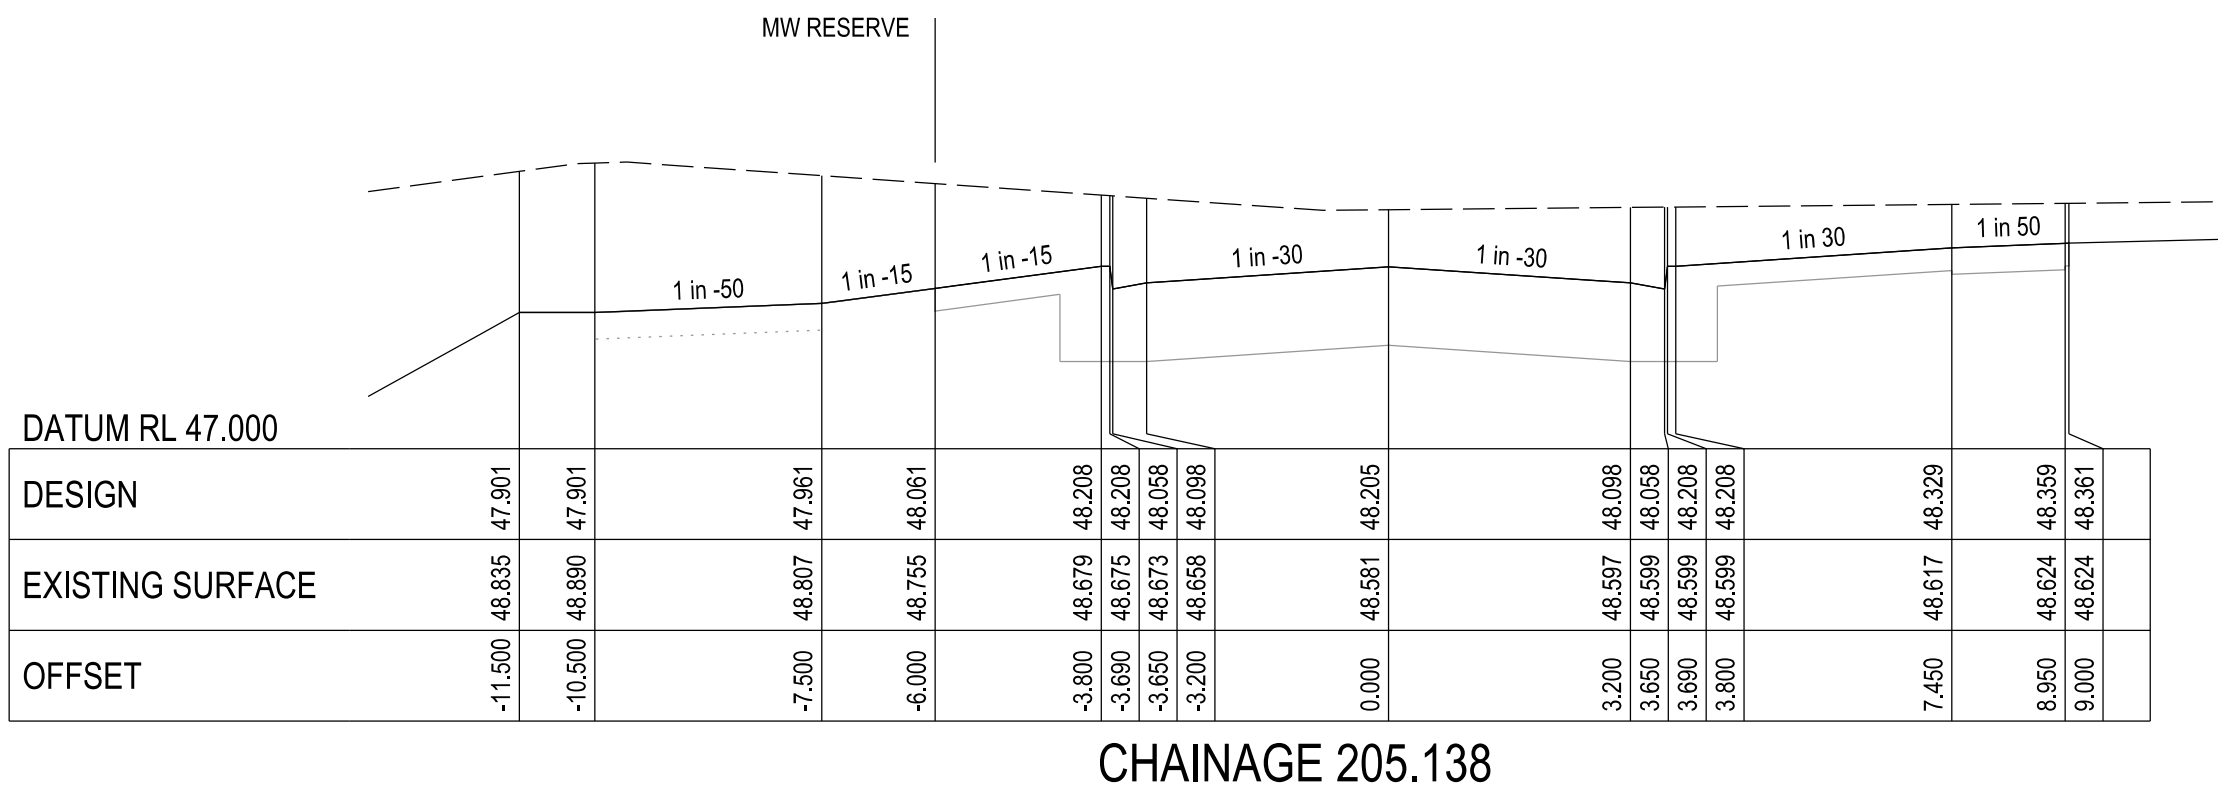 MW RESERVE
1 in -50
1 in -15
1 in -15
1 in -30
1 in -30
1 in 30
1 in 50
DATUM RL 47.000
DESIGN 47.901 47.901 47.961 48.061 48.208 48.208 48.058 48.098 48.205 48.098 48.058 48.208 48.208 48.329 48.359 48.361
EXISTING SURFACE 48.835 48.890 48.807 48.755 48.679 48.675 48.673 48.658 48.581 48.597 48.599 48.599 48.599 48.617 48.624 48.624
OFFSET -11.500 -10.500 -7.500 -6.000 -3.800 -3.690 -3.650 -3.200 0.000 3.200 3.650 3.690 3.800 7.450 8.950 9.000
CHAINAGE 205.138